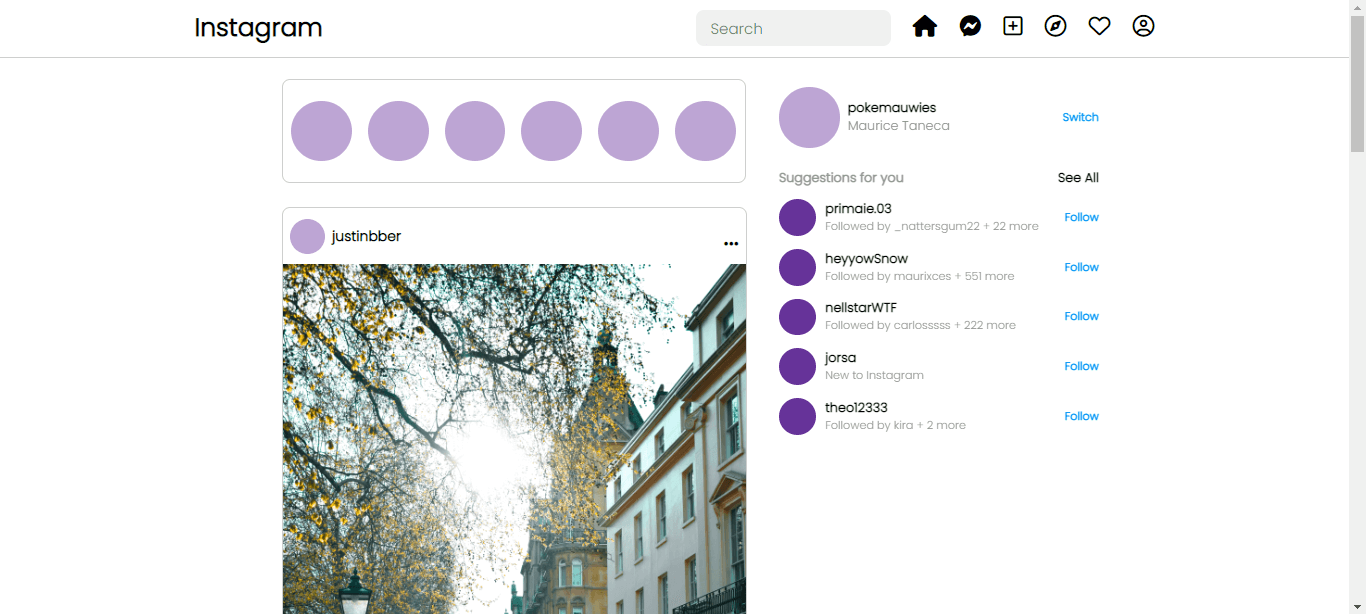 Instagram
Search
pokemauwies
Maurice Taneca
Switch
Suggestions for you
See All
primaie.03
Followed by _nattersgum22 + 22 more
Follow
heyyowSnow
Followed by maurixces + 551 more
Follow
nellstarWTF
Followed by carlosssss + 222 more
Follow
jorsa
New to Instagram
Follow
theo12333
Followed by kira + 2 more
Follow
justinbber